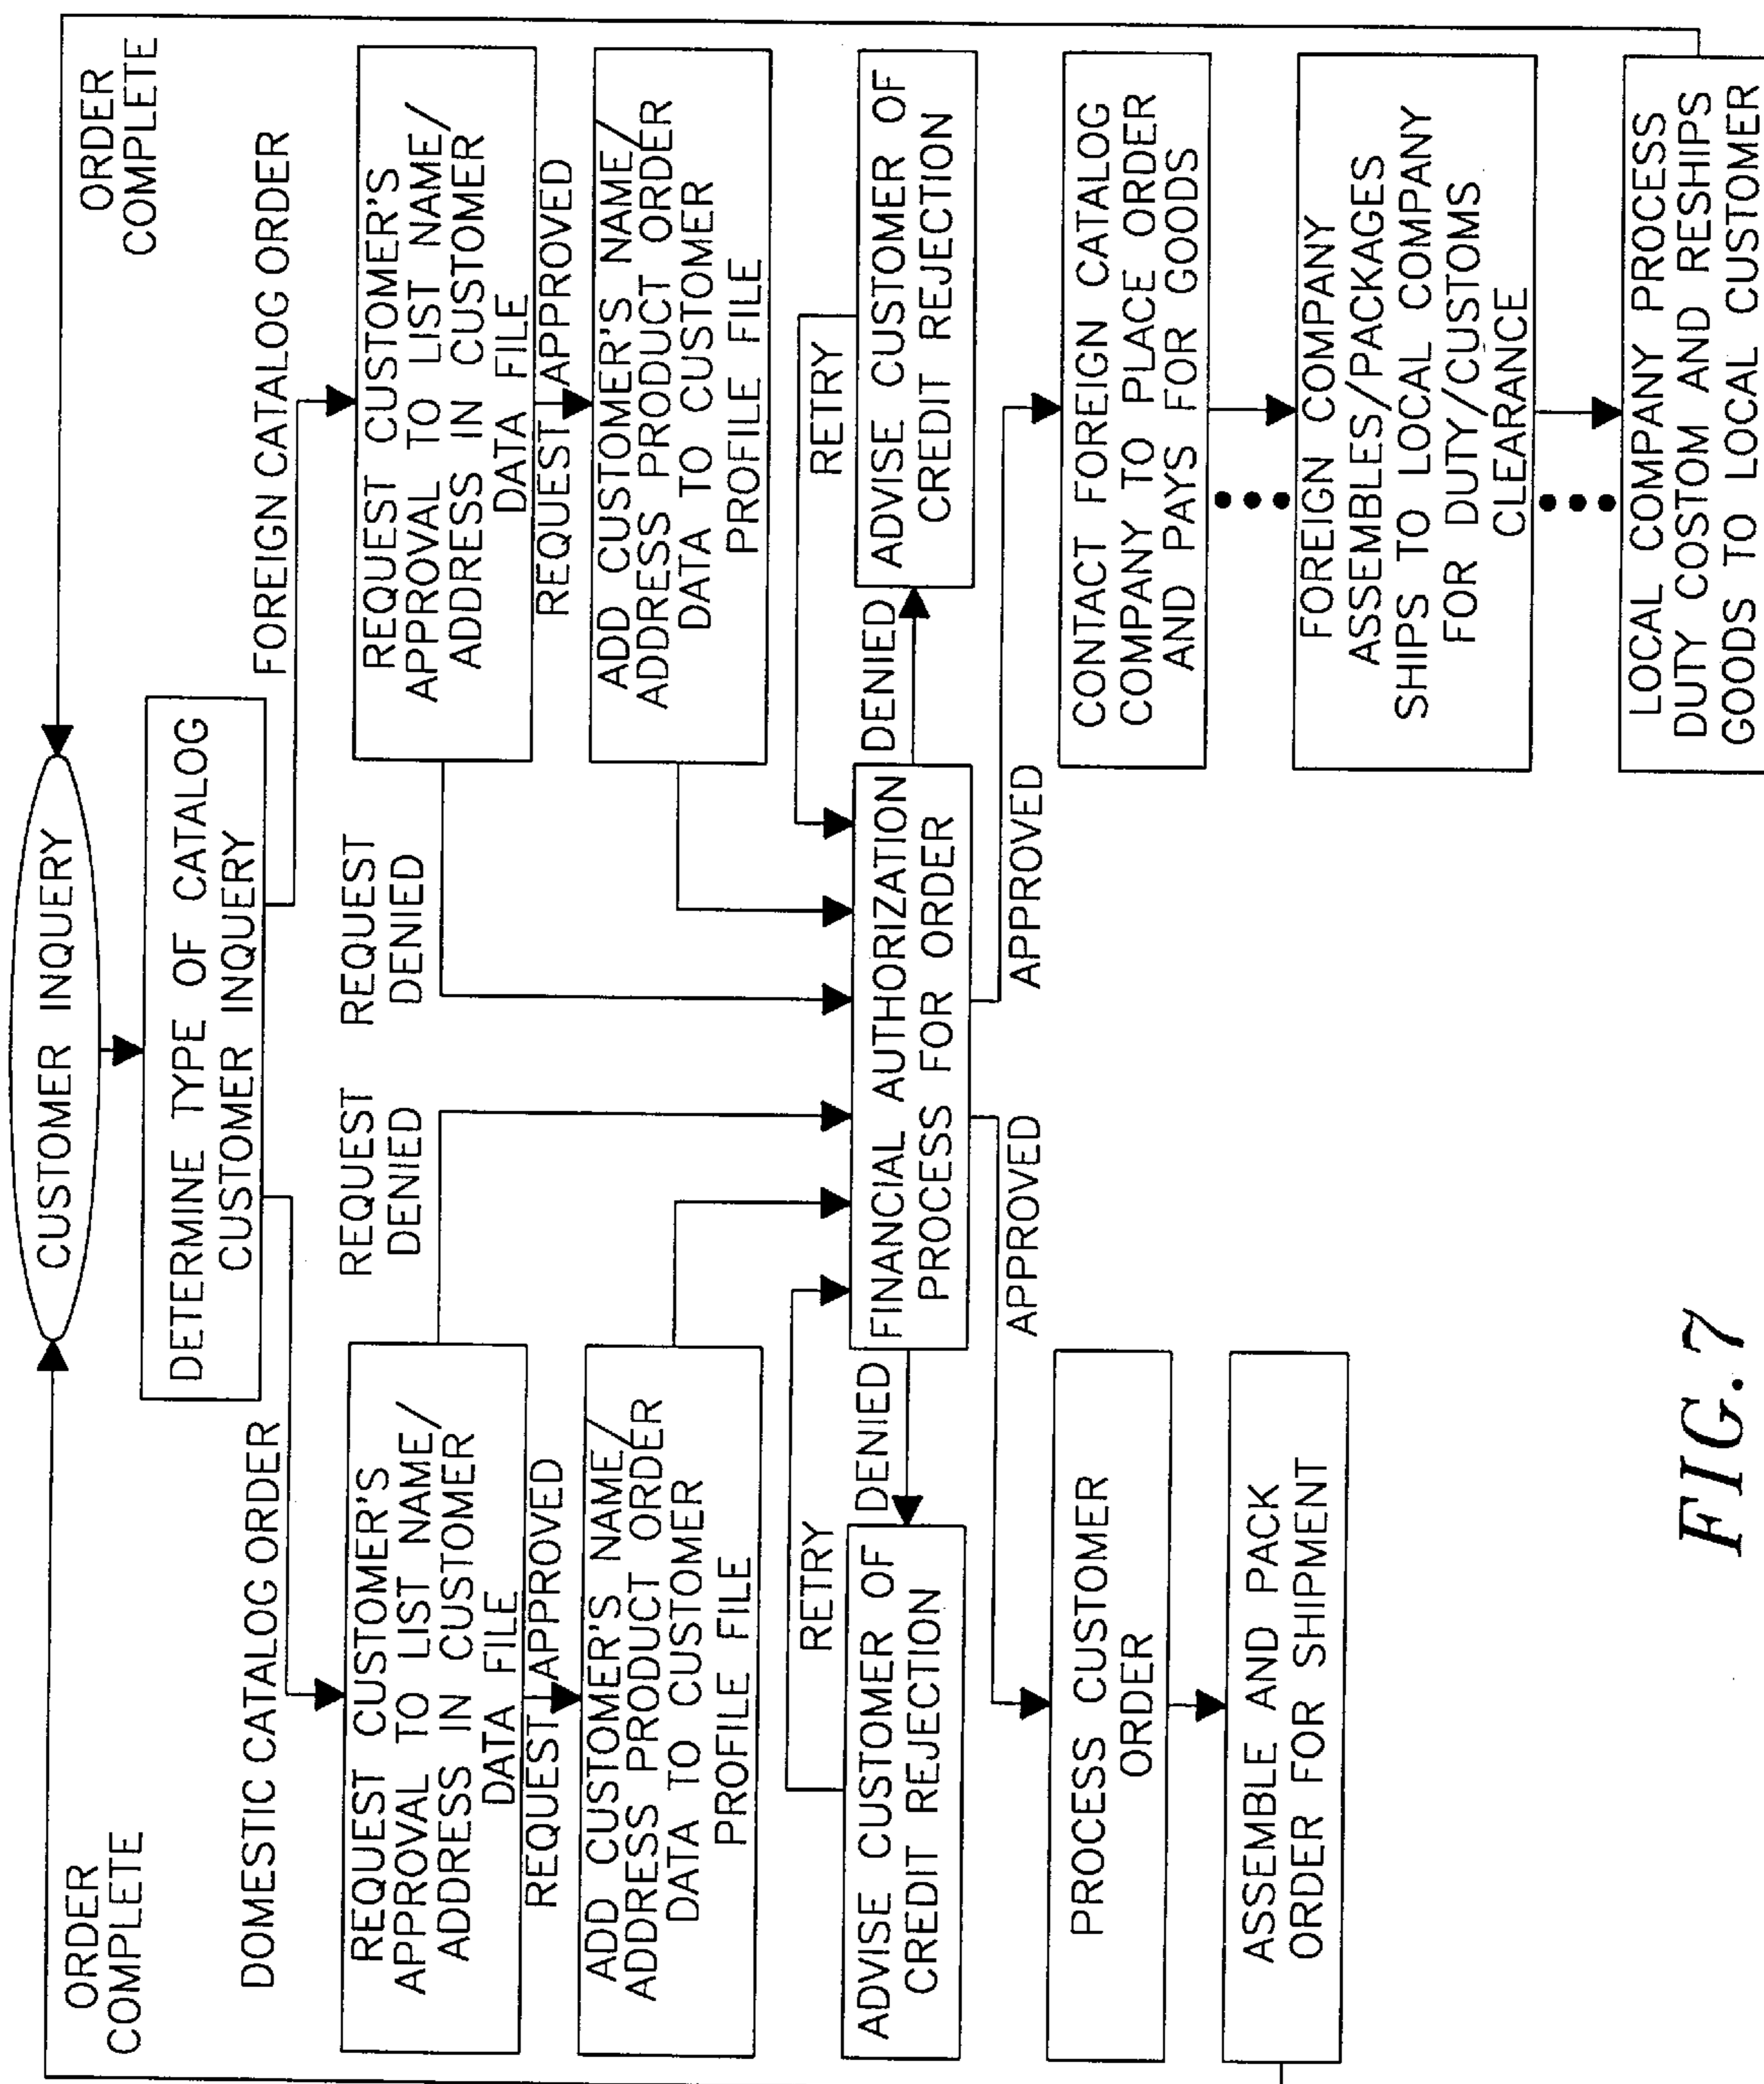 ORDER
COMPLETE
CUSTOMER INQUERY
ORDER
COMPLETE
DETERMINE TYPE OF CATALOG
CUSTOMER INQUIRY
DOMESTIC CATALOG ORDER
FOREIGN CATALOG ORDER
REQUEST CUSTOMER'S
APPROVAL TO LIST NAME/
ADDRESS IN CUSTOMER
DATA FILE
REQUEST
DENIED
REQUEST
DENIED
REQUEST CUSTOMER'S
APPROVAL TO LIST NAME/
ADDRESS IN CUSTOMER
DATA FILE
REQUEST APPROVED
REQUEST APPROVED
ADD CUSTOMER'S NAME/
ADDRESS PRODUCT ORDER
DATA TO CUSTOMER
PROFILE FILE
ADD CUSTOMER'S NAME/
ADDRESS PRODUCT ORDER
DATA TO CUSTOMER
PROFILE FILE
RETRY
RETRY
ADVISE CUSTOMER OF
CREDIT REJECTION
DENIED
FINANCIAL AUTHORIZATION
PROCESS FOR ORDER
DENIED
ADVISE CUSTOMER OF
CREDIT REJECTION
APPROVED
APPROVED
PROCESS CUSTOMER
ORDER
CONTACT FOREIGN CATALOG
COMPANY TO PLACE ORDER
AND PAYS FOR GOODS
ASSEMBLE AND PACK
ORDER FOR SHIPMENT
FOREIGN COMPANY
ASSEMBLES/PACKAGES
SHIPS TO LOCAL COMPANY
FOR DUTY/CUSTOMS
CLEARANCE
LOCAL COMPANY PROCESS
DUTY COSTOM AND RESHIPS
GOODS TO LOCAL CUSTOMER
FIG. 7